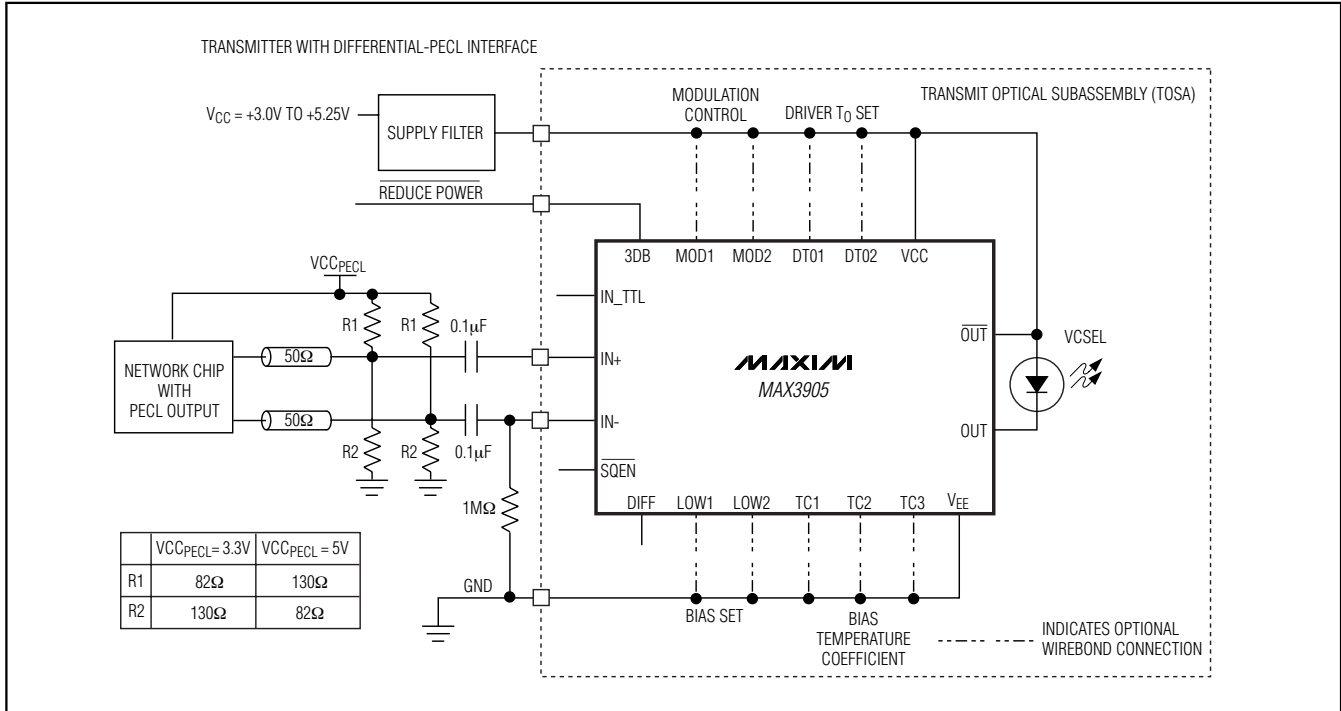 TRANSMITTER WITH DIFFERENTIAL-PECL INTERFACE
TRANSMIT OPTICAL SUBASSEMBLY (TOSA)
VCC = +3.0V TO +5.25V
SUPPLY FILTER
MODULATION
CONTROL
DRIVER T0 SET
REDUCE POWER
3DB MOD1 MOD2 DT01 DT02 VCC
VCCPECL
IN_TTL
R1 R1 0.1µF
OUT
VCSEL
50Ω
IN+
MAXIM
MAX3905
NETWORK CHIP
WITH
PECL OUTPUT
50Ω
IN-
OUT
R2 R2 0.1µF
SQEN
1MΩ
DIFF LOW1 LOW2 TC1 TC2 TC3 VEE
VCCPECL= 3.3V VCCPECL = 5V
R1 82Ω 130Ω
R2 130Ω 82Ω
GND
BIAS SET
BIAS
TEMPERATURE
COEFFICIENT
INDICATES OPTIONAL
WIREBOND CONNECTION